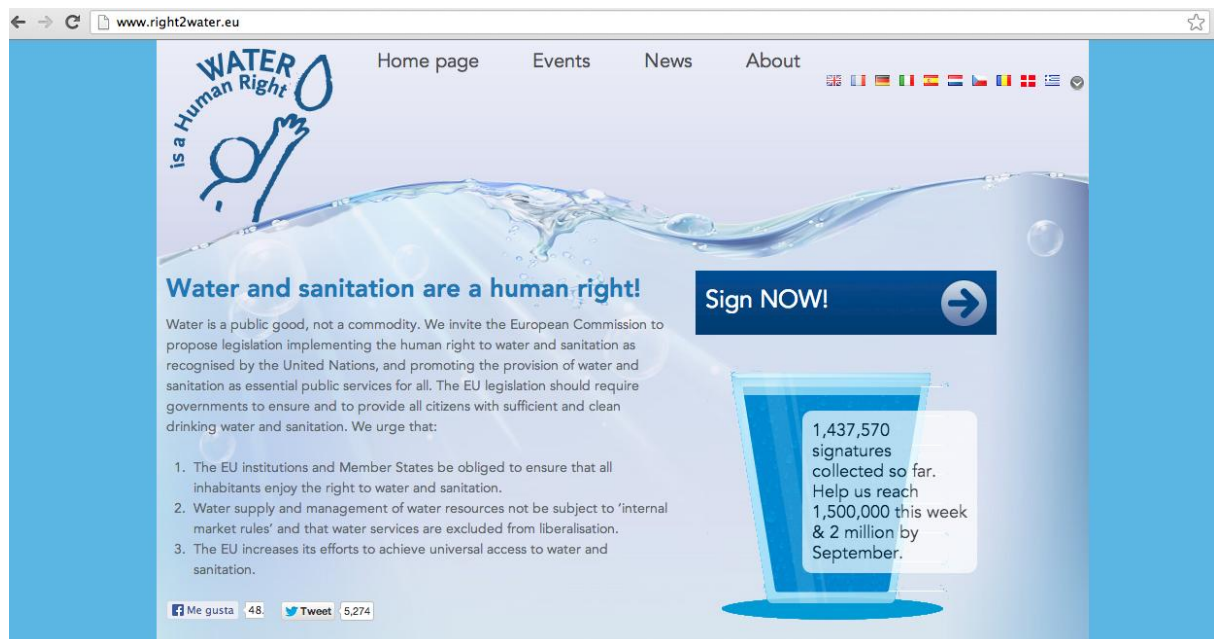 www.right2water.eu
WATER
is a Human Right
Home page Events News About
Water and sanitation are a human right!
Water is a public good, not a commodity. We invite the European Commission to
propose legislation implementing the human right to water and sanitation as
recognised by the United Nations, and promoting the provision of water and
sanitation as essential public services for all. The EU legislation should require
governments to ensure and to provide all citizens with sufficient and clean
drinking water and sanitation. We urge that:
1. The EU institutions and Member States be obliged to ensure that all
inhabitants enjoy the right to water and sanitation.
2. Water supply and management of water resources not be subject to 'internal
market rules' and that water services are excluded from liberalisation.
3. The EU increases its efforts to achieve universal access to water and
sanitation.
Me gusta 48. Tweet 5,274
Sign NOW!
1,437,570
signatures
collected so far.
Help us reach
1,500,000 this week
& 2 million by
September.